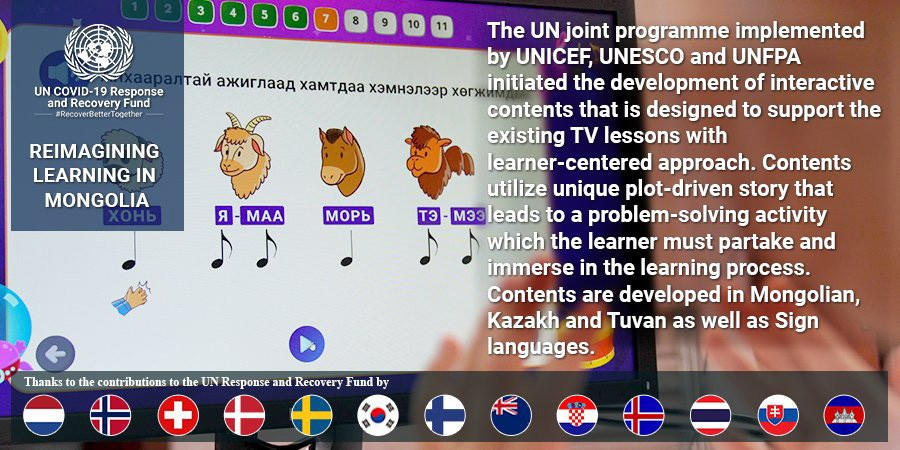 1 2 3 4 5 6 7 8 9 10 11
ажиглаад хамтдаа хэмнэлээр
UN COVID-19 Response
and Recovery Fund
#RecoverBetterTogether
REIMAGINING
LEARNING IN
MONGOLIA
ХОНЬ Я - МАА МОРЬ ТЭ - МЭЭ
The UN joint programme implemented
by UNICEF, UNESCO and UNFPA
initiated the development of interactive
contents that is designed to support the
existing TV lessons with
learner-centered approach. Contents
utilize unique plot-driven story that
leads to a problem-solving activity
which the learner must partake and
immerse in the learning process.
Contents are developed in Mongolian,
Kazakh and Tuvan as well as Sign
languages.
Thanks to the contributions to the UN Response and Recovery Fund by